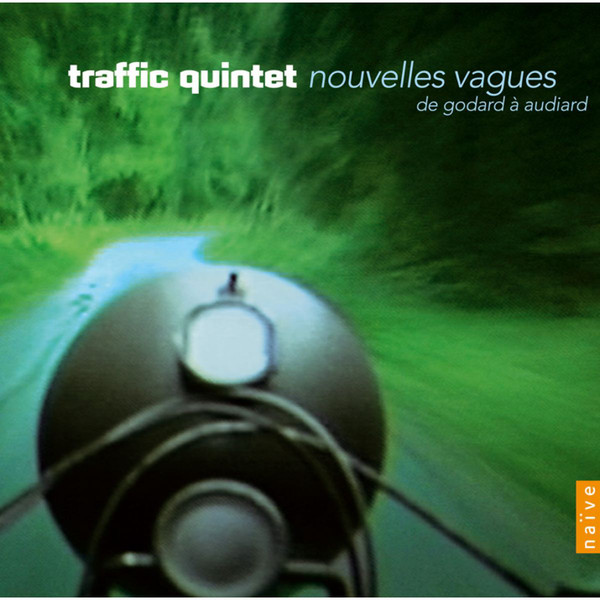 traffic quintet nouvelles vagues
de godard à audiard
naïve